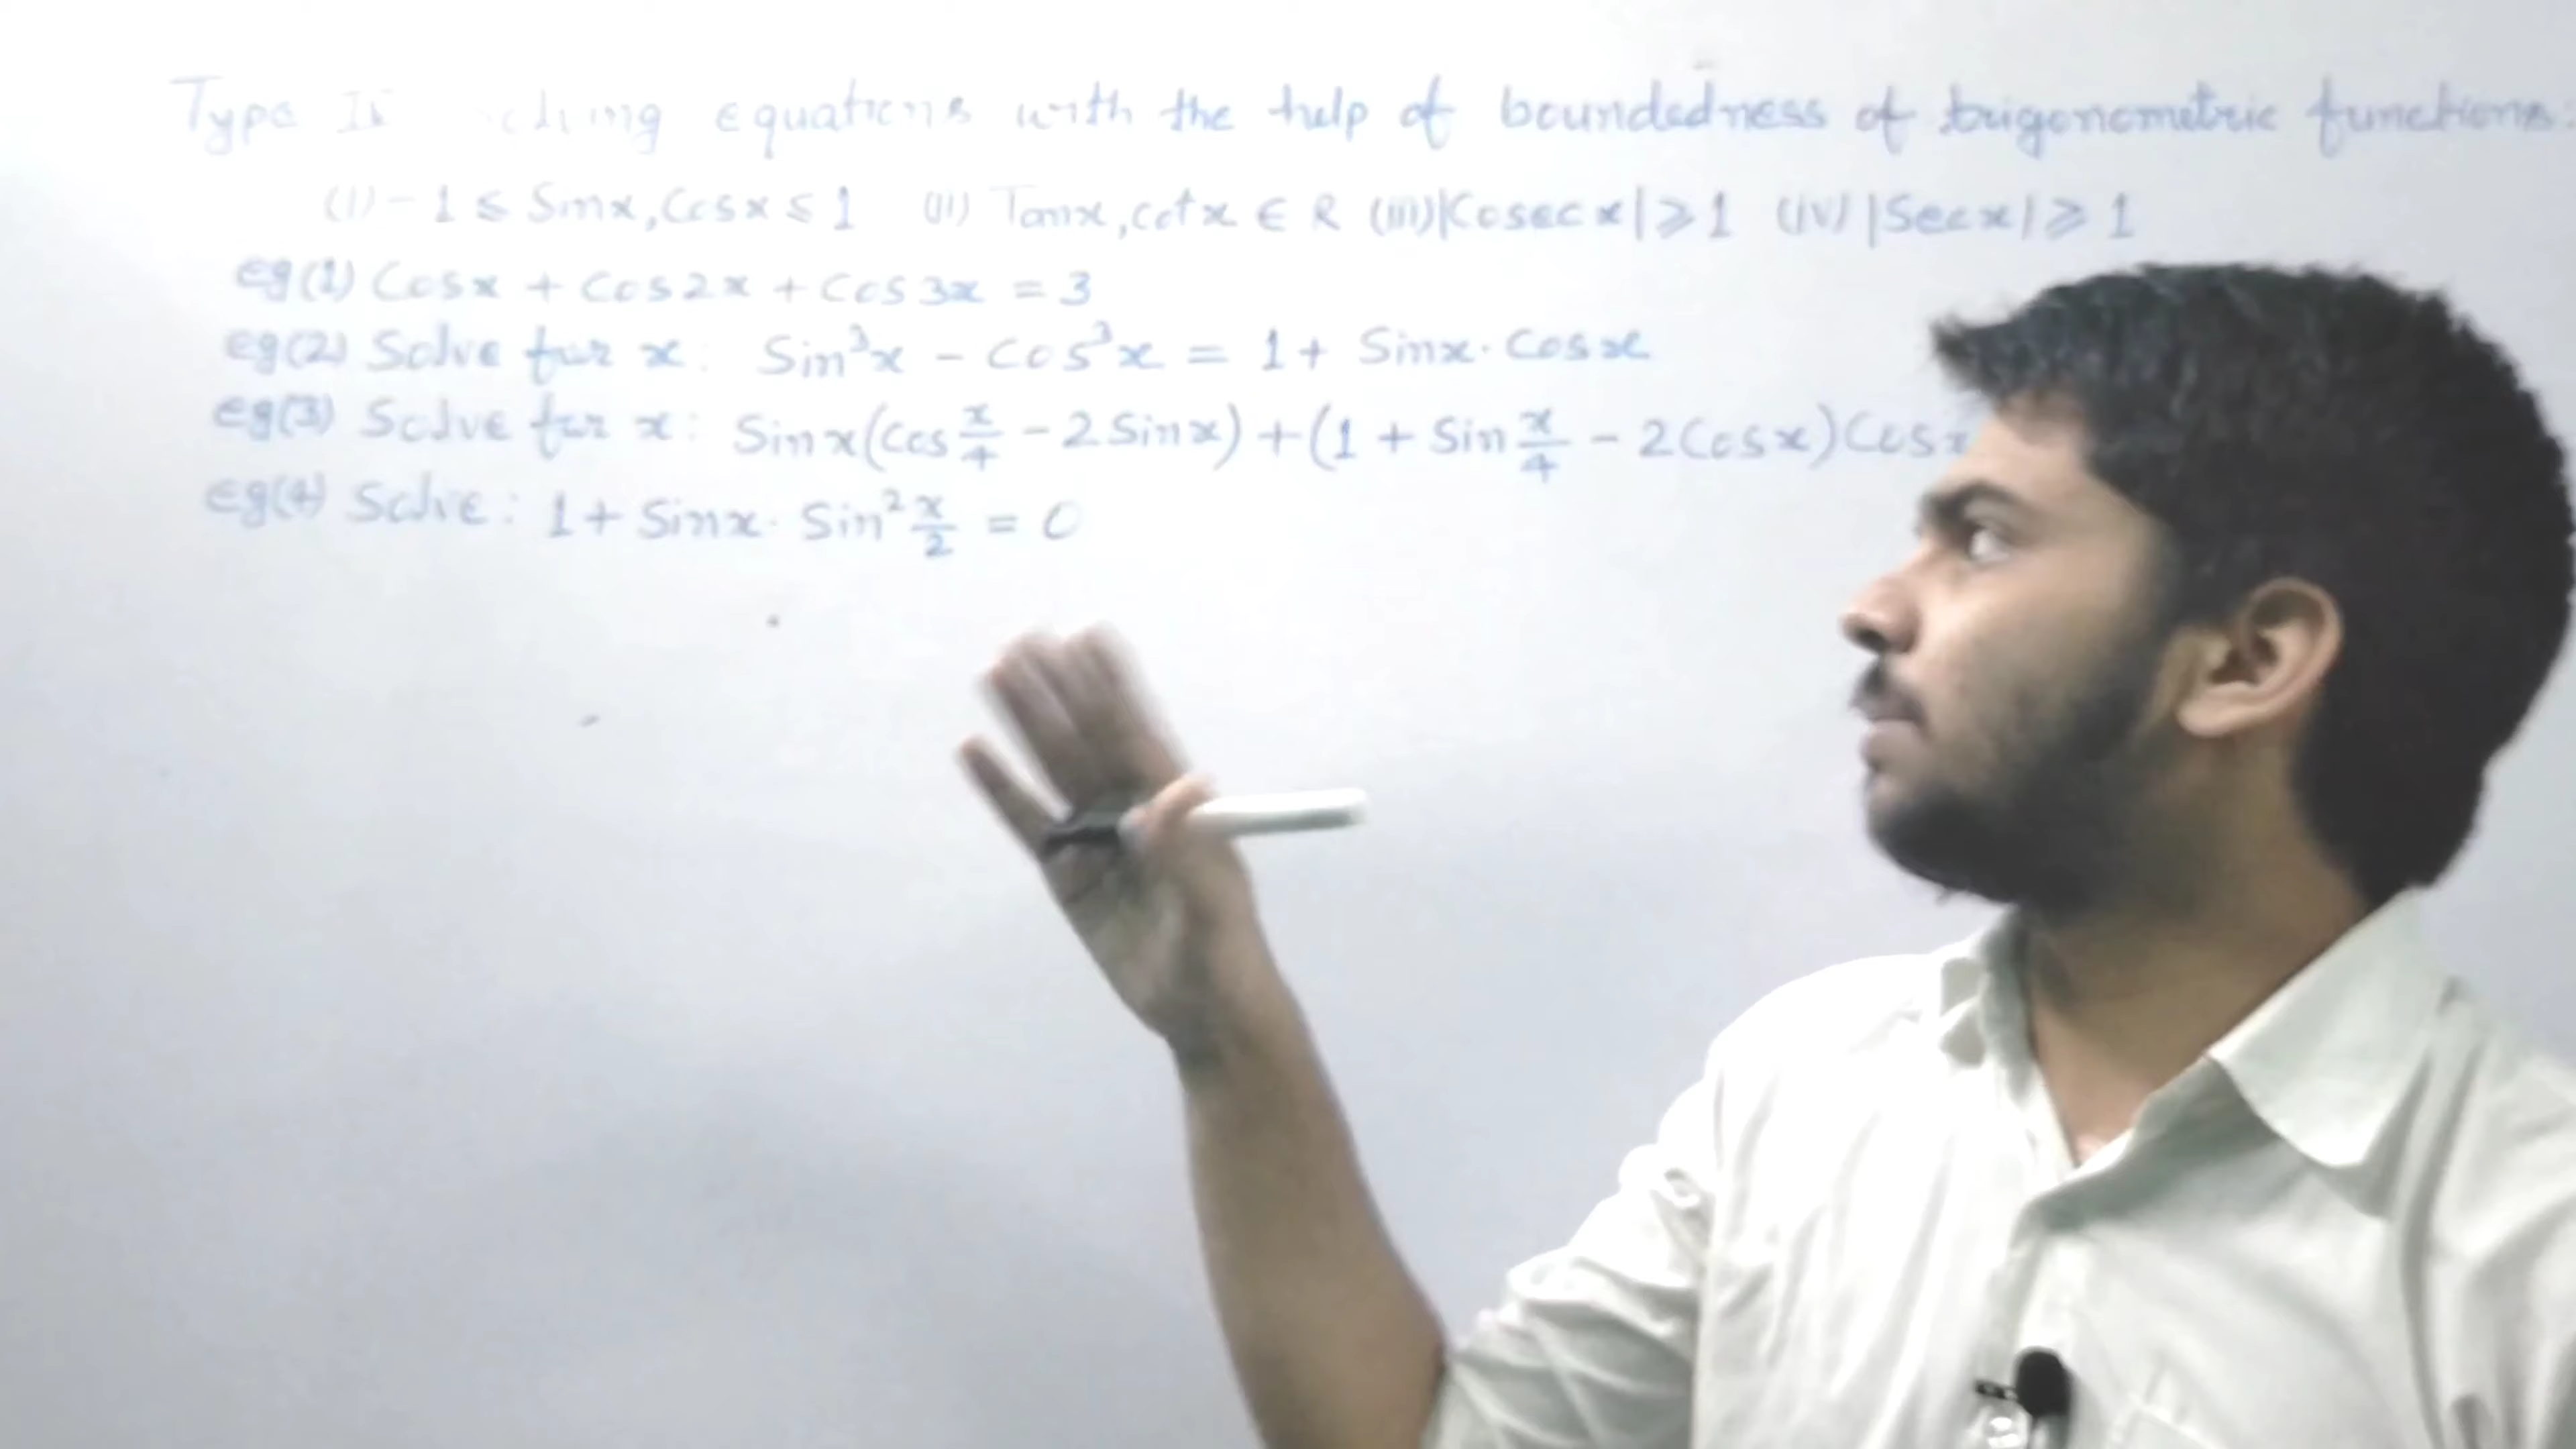 Type equations with the help of boundedness of trigonometric functions:
(i) -1 ≤ Sinx, Cosx ≤ 1 (ii) Tanx, cotx ∈ R (iii) |Cosec x| ⩾ 1 (iv) |Secx| ⩾ 1
eg(1) Cosx + Cos2x + Cos3x = 3
eg(2) Solve for x: Sin³x - Cos³x = 1 + Sinx·Cosx
eg(3) Solve for x: Sinx(Cos x/4 - 2Sinx) + (1 + Sin x/4 - 2Cosx)Cosx
eg(4) Solve: 1 + Sinx·Sin² x/2 = 0